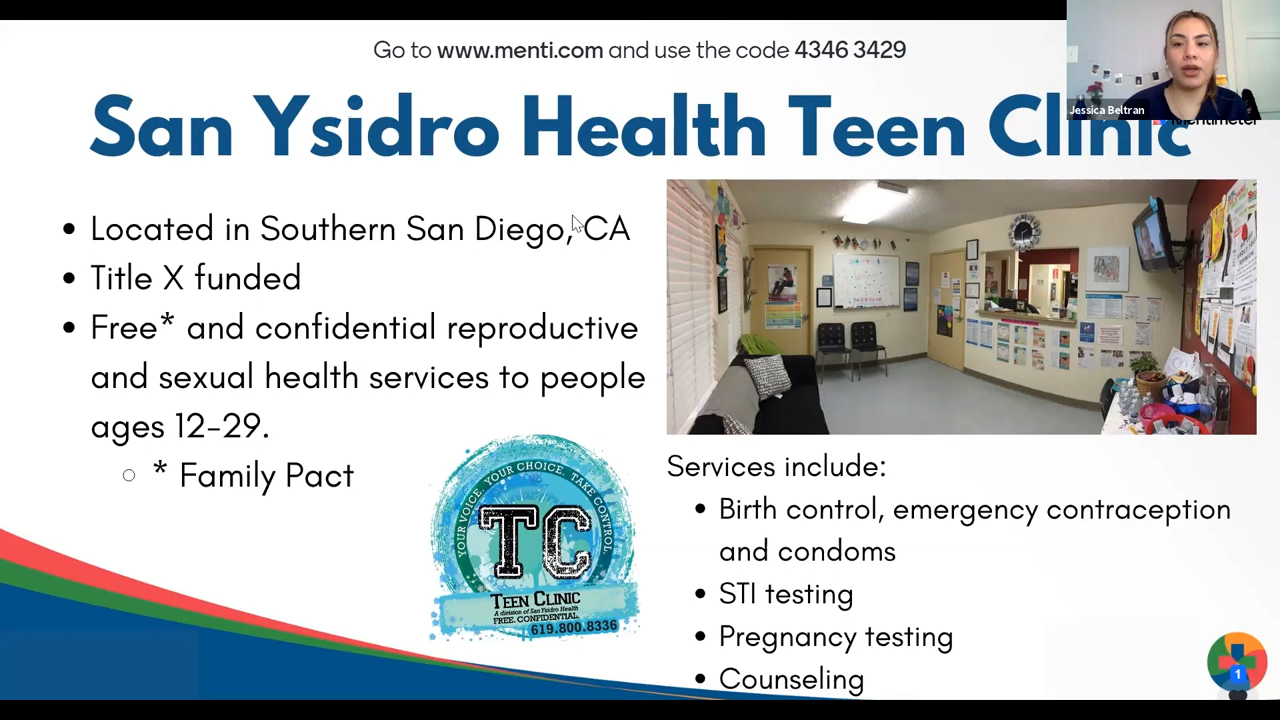 Go to www.menti.com and use the code 4346 3429
Jessica Beltran
Mentimeter
San Ysidro Health Teen Clinic
• Located in Southern San Diego, CA
• Title X funded
• Free* and confidential reproductive
and sexual health services to people
ages 12-29.
* Family Pact
YOUR VOICE. YOUR CHOICE. TAKE CONTROL.
TC
TEEN CLINIC
A division of San Ysidro Health
FREE. CONFIDENTIAL.
619.800.8336
Services include:
• Birth control, emergency contraception
and condoms
• STI testing
• Pregnancy testing
• Counseling
1